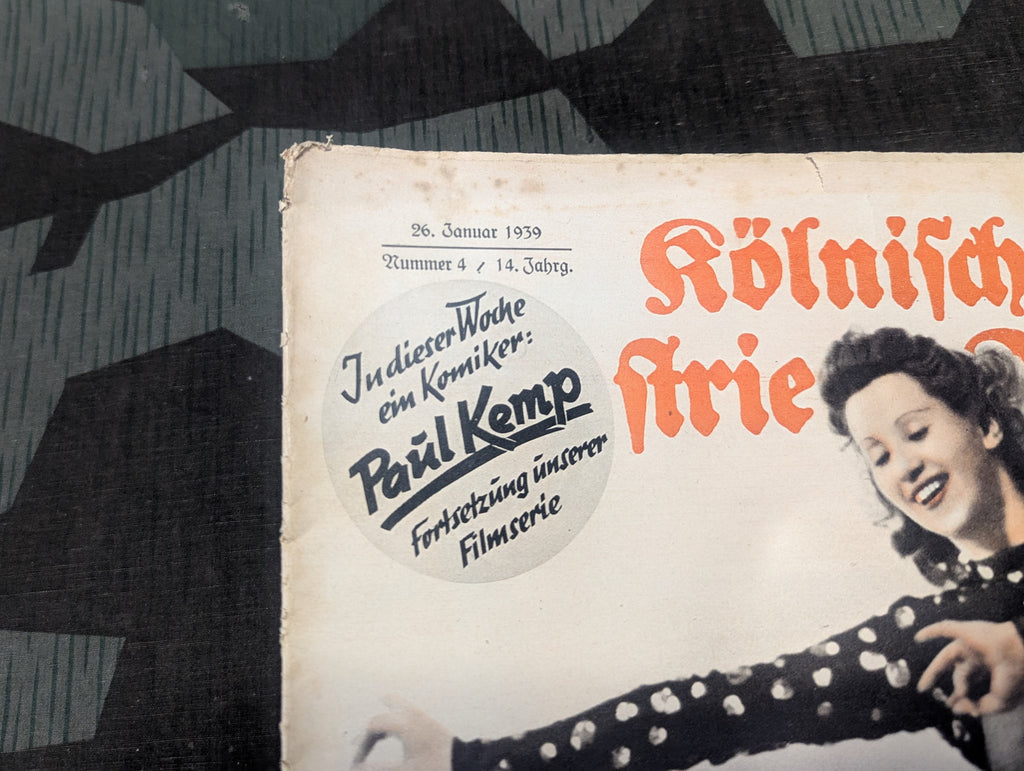 26. Januar 1939
Nummer 4 / 14. Jahrg.
In dieser Woche
ein Komiker:
Paul Kemp
Fortsetzung unserer
Filmserie
Kölnisch
strie